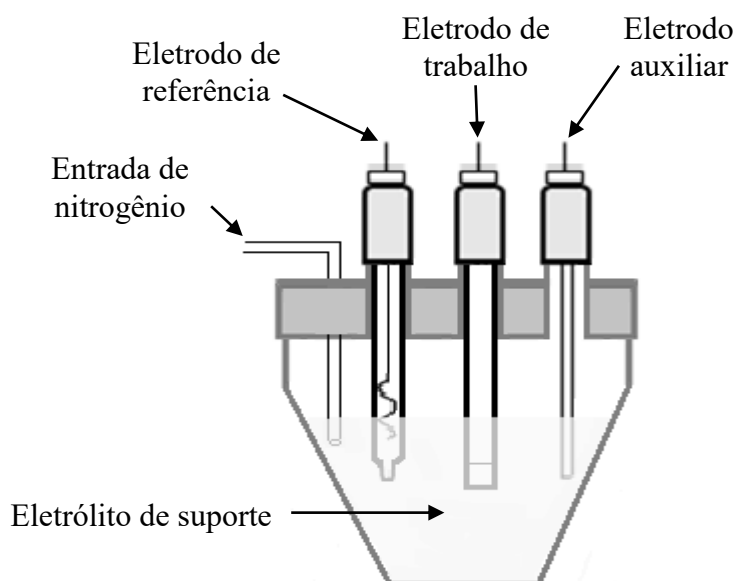 Eletrodo de
referência
Eletrodo de
trabalho
Eletrodo
auxiliar
Entrada de
nitrogênio
Eletrólito de suporte